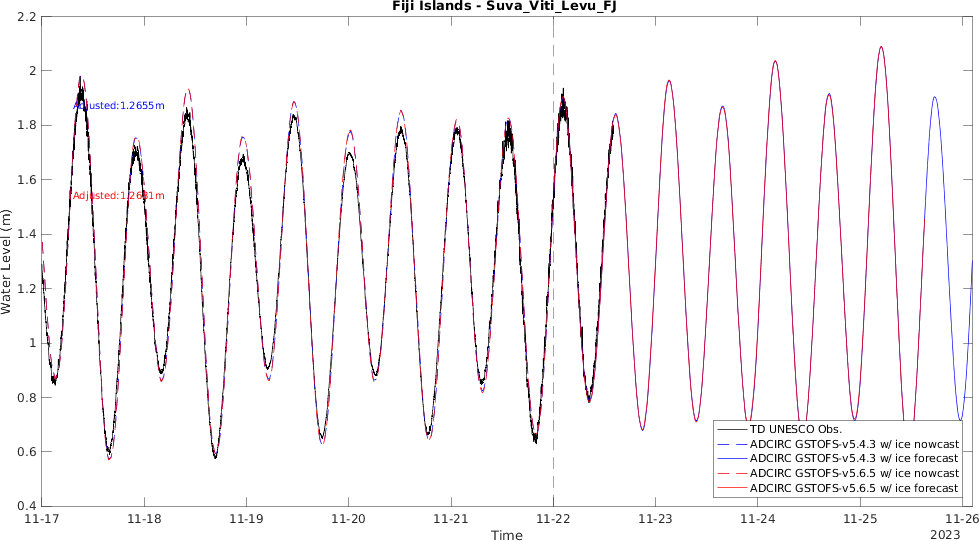 Fiji Islands - Suva_Viti_Levu_FJ
2.2
2
1.8
1.6
1.4
1.2
1
0.8
0.6
0.4
Water Level (m)
Adjusted:1.2655m
TD UNESCO Obs.
ADCIRC GSTOFS-v5.4.3 w/ ice nowcast
ADCIRC GSTOFS-v5.4.3 w/ ice forecast
ADCIRC GSTOFS-v5.6.5 w/ ice nowcast
ADCIRC GSTOFS-v5.6.5 w/ ice forecast
11-17
11-18
11-19
11-20
11-21
11-22
11-23
11-24
11-25
11-26
Time
2023